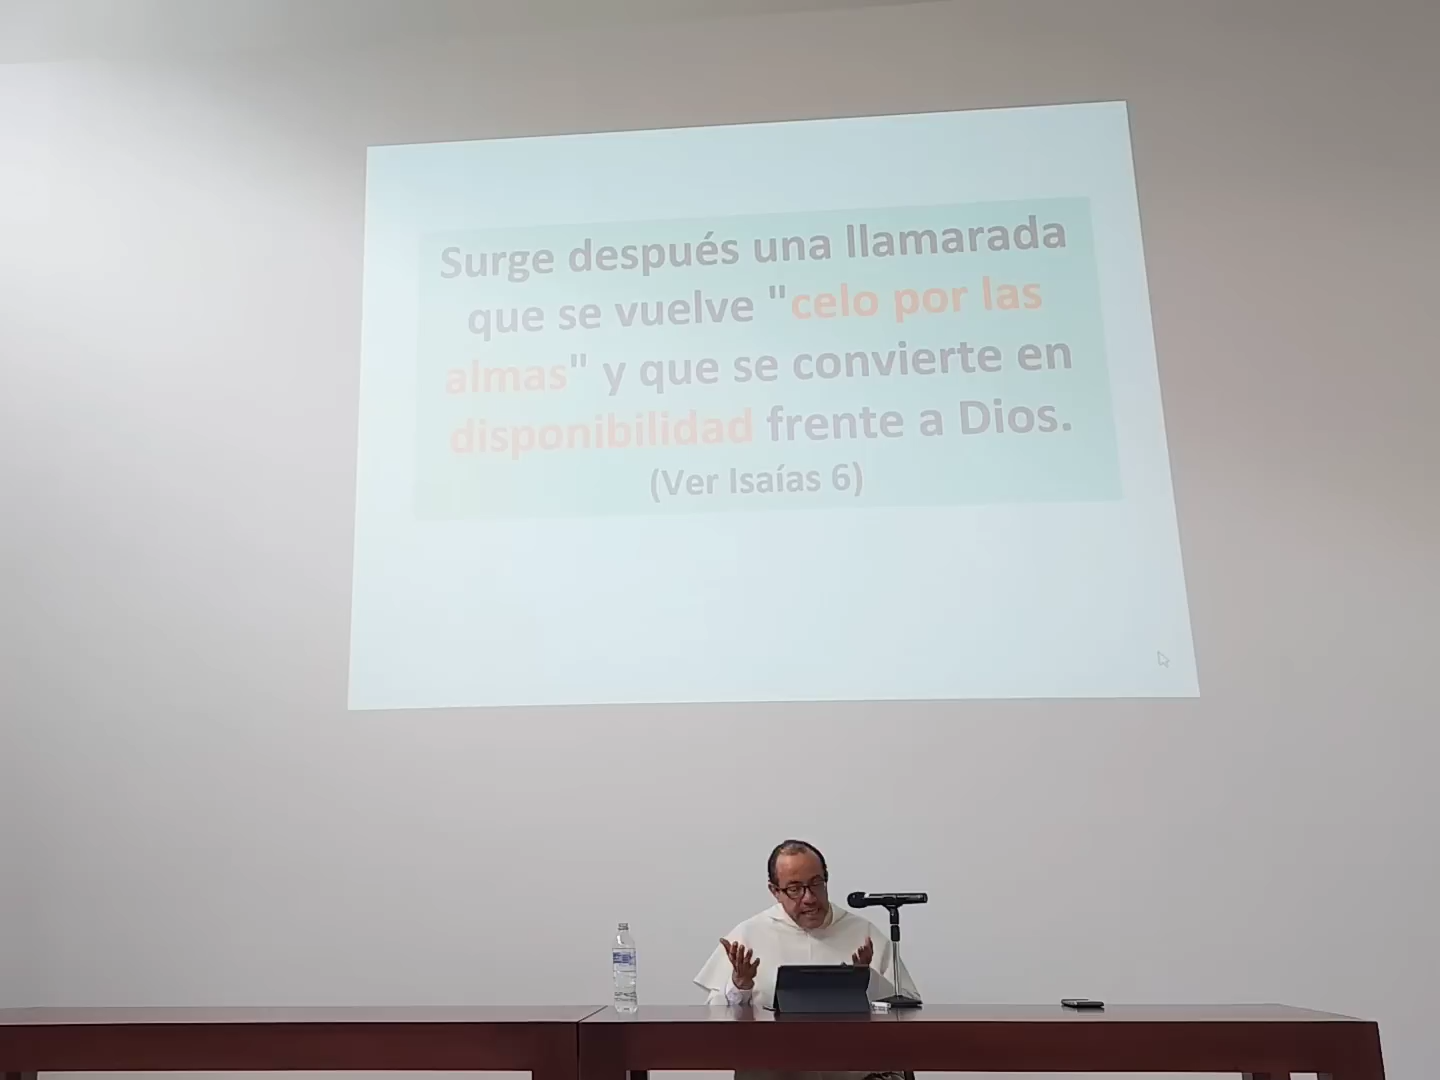 Surge después una llamarada
que se vuelve "celo por las
almas" y que se convierte en
disponibilidad frente a Dios.
(Ver Isaías 6)